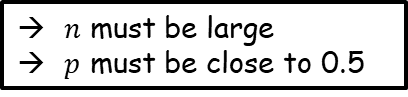 → n must be large
→ p must be close to 0.5